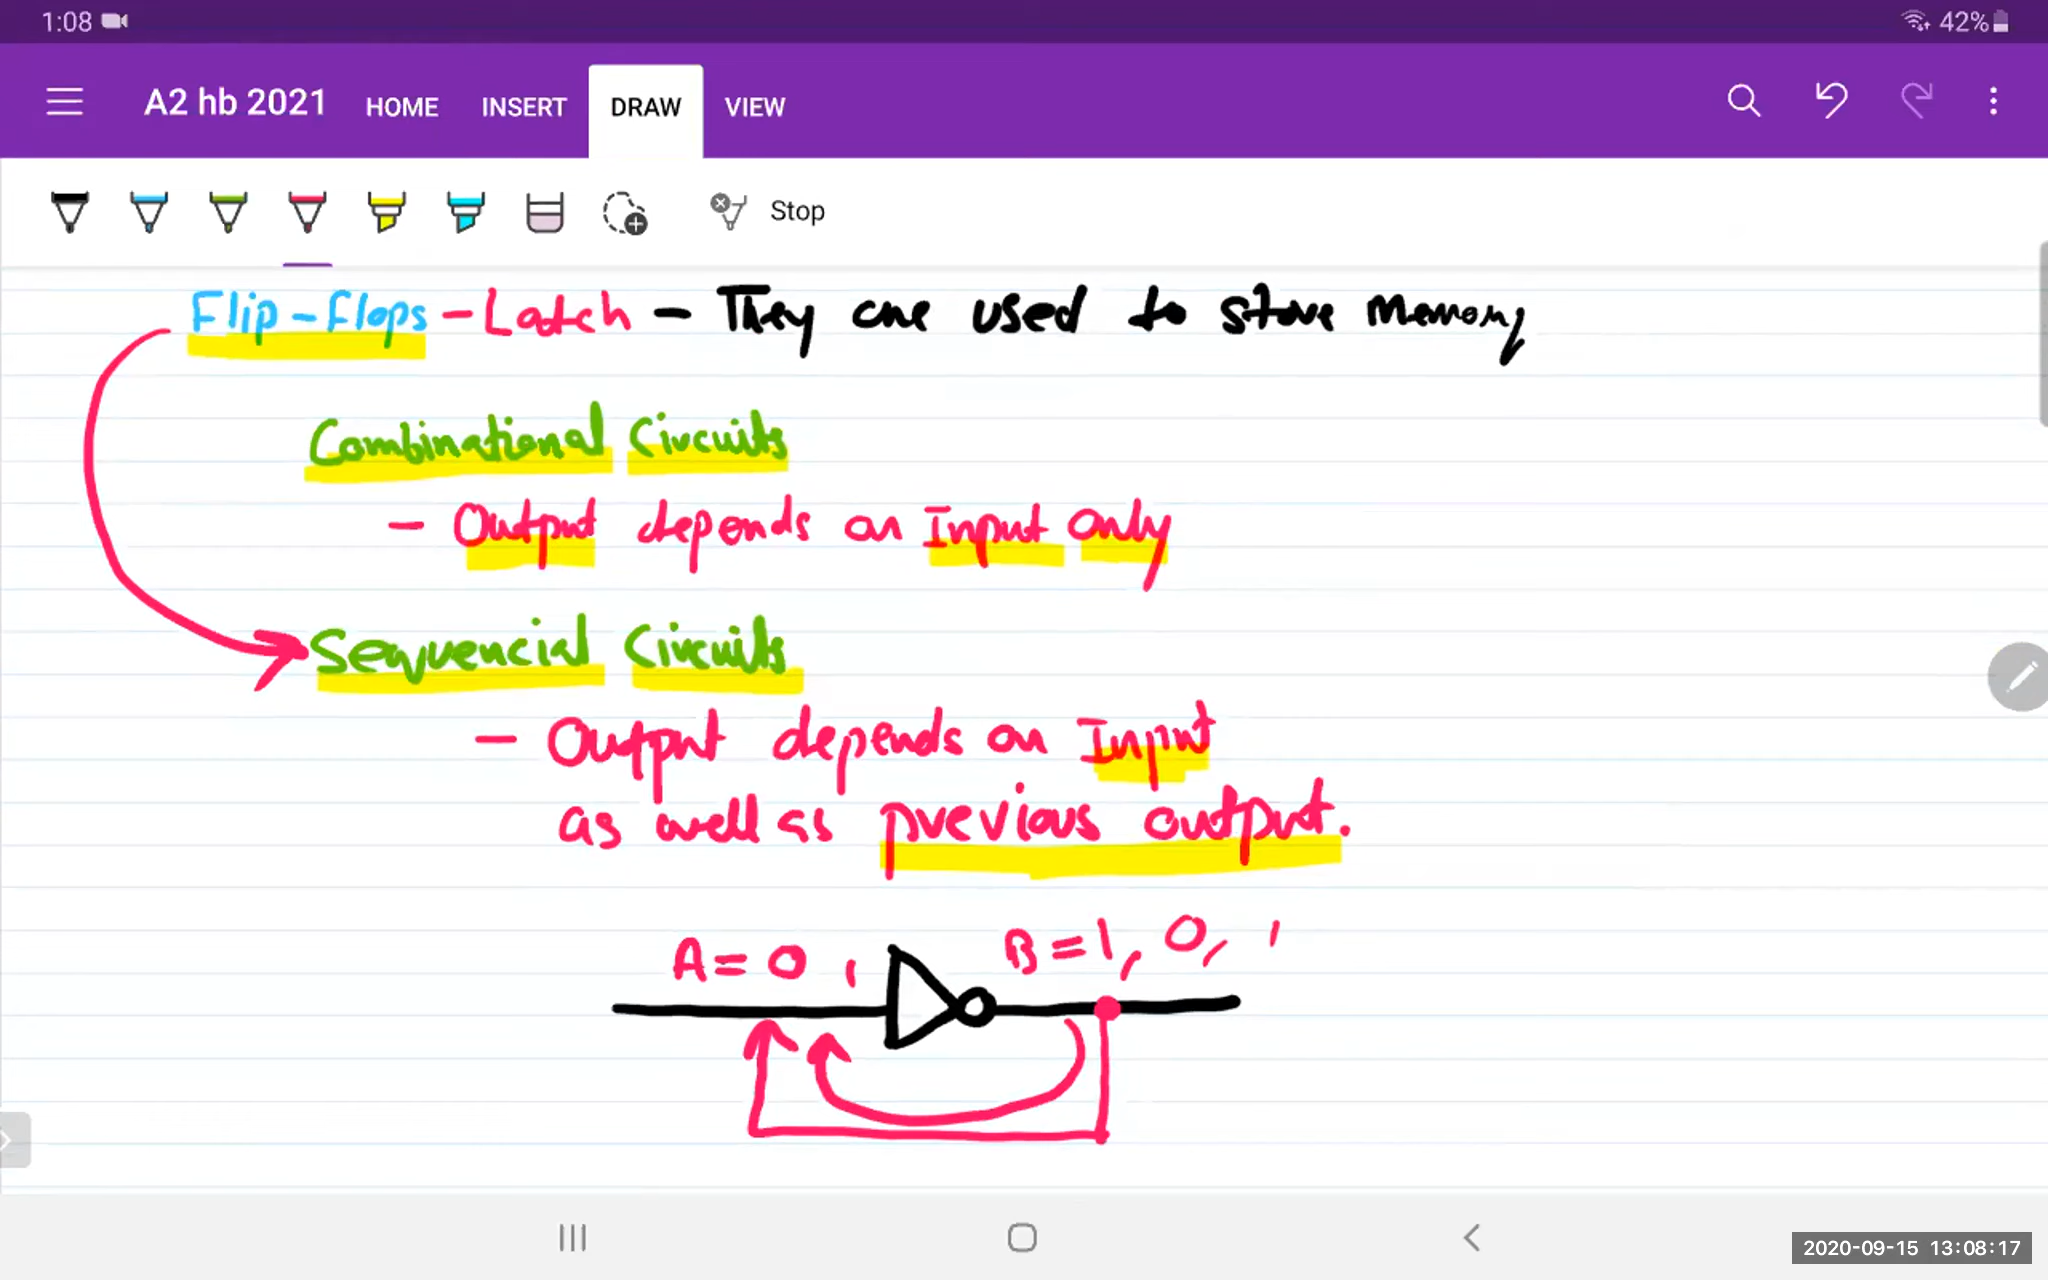 1:08
42%
A2 hb 2021 HOME INSERT DRAW VIEW
Stop
Flip-Flops - Latch - They are used to store Memory
Combinational Circuits
- Output depends on Input Only
Sequencial Circuits
- Output depends on Input
as well as previous output.
A = 0 ,
B = 1, 0, 1
2020-09-15 13:08:17